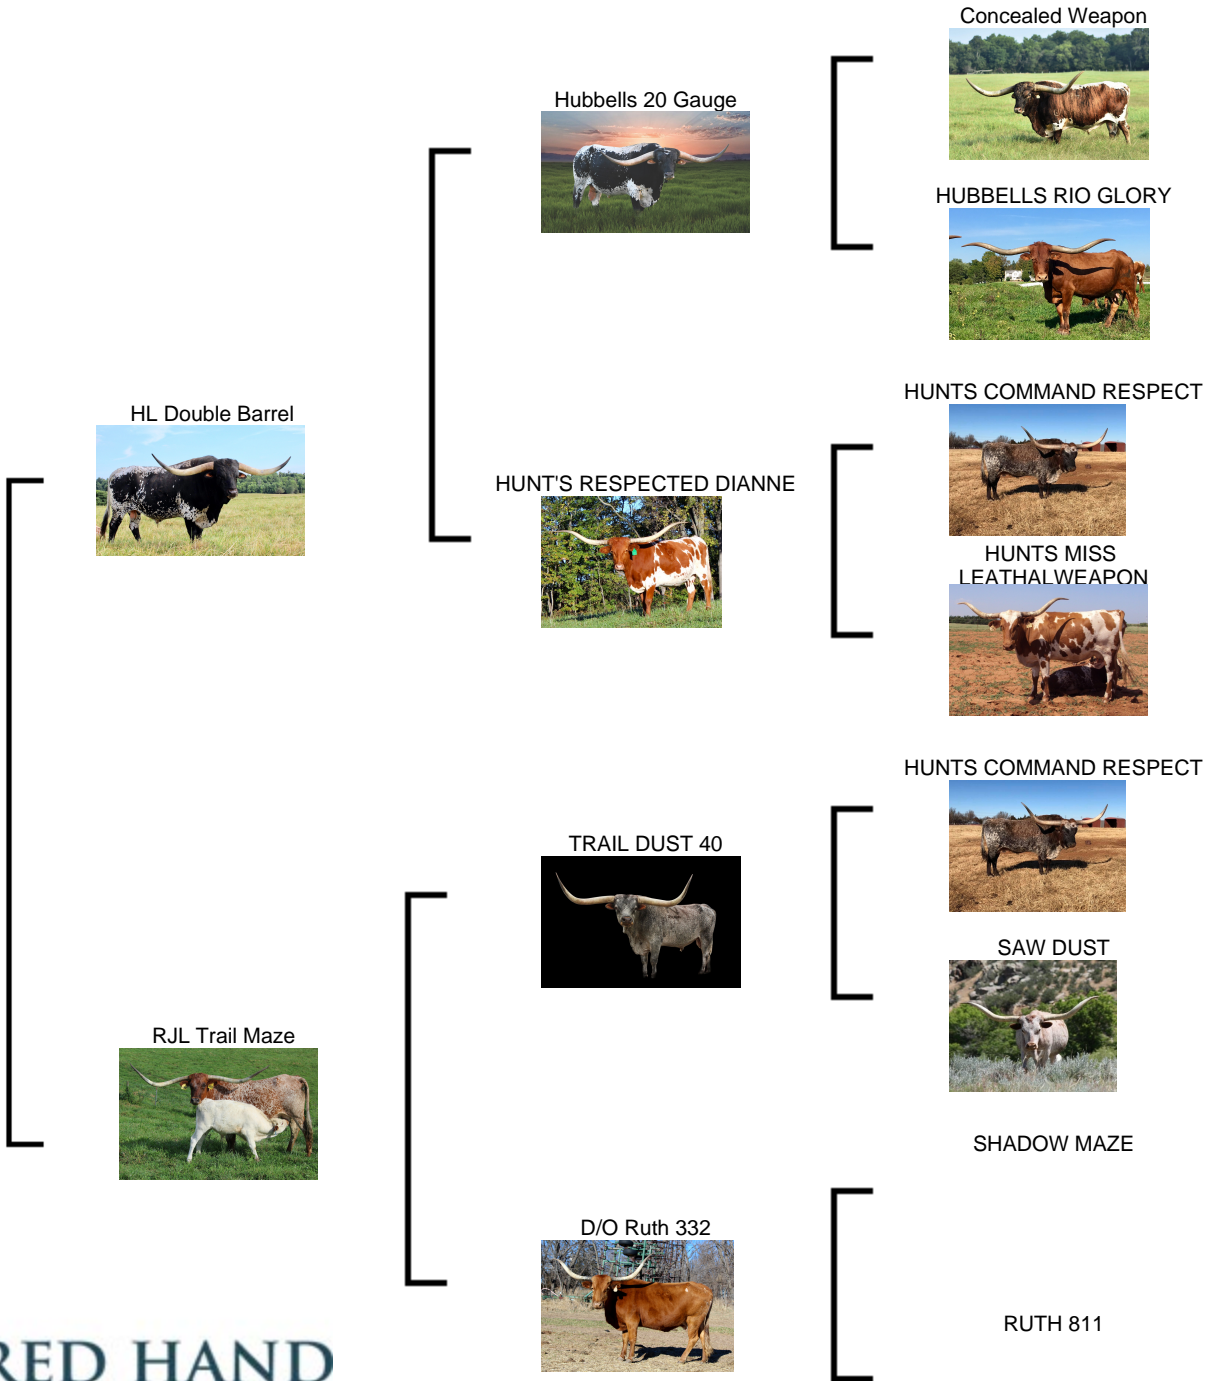 Concealed Weapon
Hubbells 20 Gauge
HUBBELLS RIO GLORY
HUNTS COMMAND RESPECT
HL Double Barrel
HUNT'S RESPECTED DIANNE
HUNTS MISS
LEATHALWEAPON
HUNTS COMMAND RESPECT
TRAIL DUST 40
SAW DUST
RJL Trail Maze
SHADOW MAZE
D/O Ruth 332
RUTH 811
RED HAND